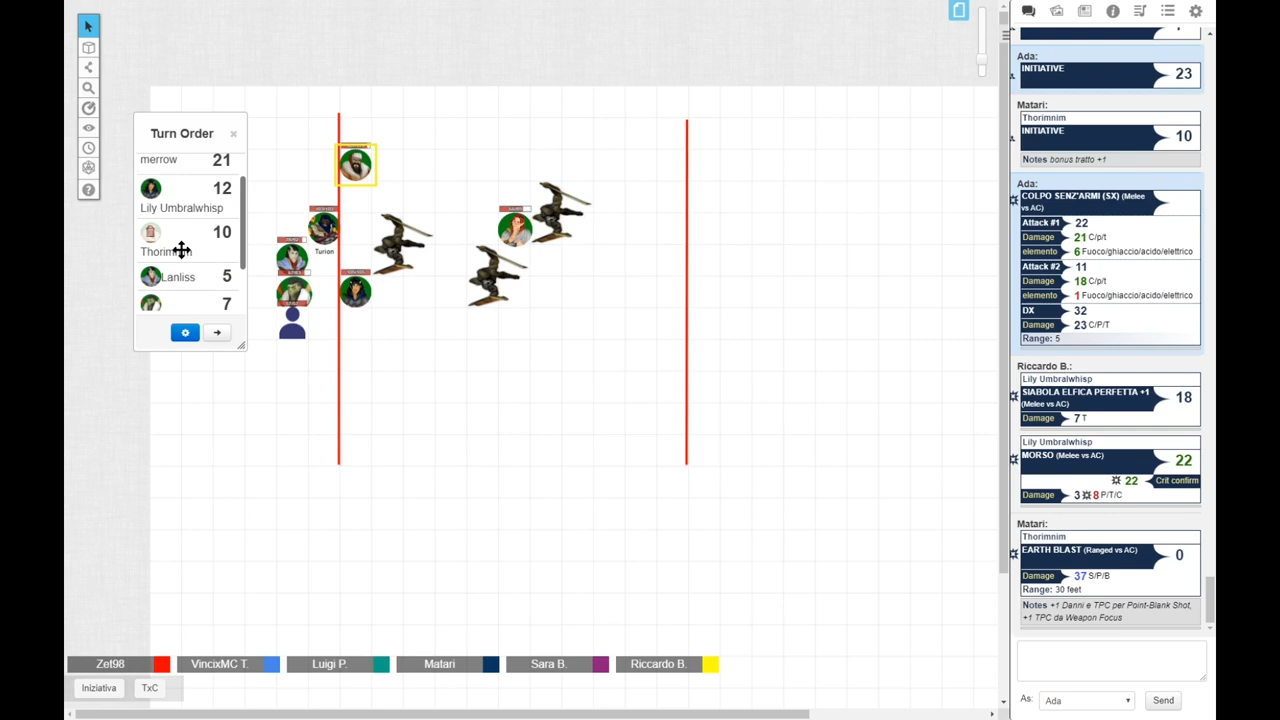 Turn Order ×
merrow 21
12
Lily Umbralwhisp
10
Lanliss 5
7
Turion
Zet98
VincixMC T.
Luigi P.
Matari
Sara B.
Riccardo B.
Iniziativa
TxC
Ada:
INITIATIVE 23
Matari:
Thorimnim
INITIATIVE 10
Notes bonus tratto +1
Ada:
COLPO SENZ'ARMI (SX) (Melee
vs AC)
Attack #1 22
Damage 21 C/p/t
elemento 6 Fuoco/ghiaccio/acido/elettrico
Attack #2 11
Damage 18 C/p/t
elemento 1 Fuoco/ghiaccio/acido/elettrico
DX 32
Damage 23 C/P/T
Range: 5
Riccardo B.:
Lily Umbralwhisp
SIABOLA ELFICA PERFETTA +1
(Melee vs AC) 18
Damage 7 T
Lily Umbralwhisp
MORSO (Melee vs AC) 22
22 Crit confirm
Damage 3 8 P/T/C
Matari:
Thorimnim
EARTH BLAST (Ranged vs AC) 0
Damage 37 S/P/B
Range: 30 feet
Notes +1 Danni e TPC per Point-Blank Shot,
+1 TPC da Weapon Focus
As: Ada Send